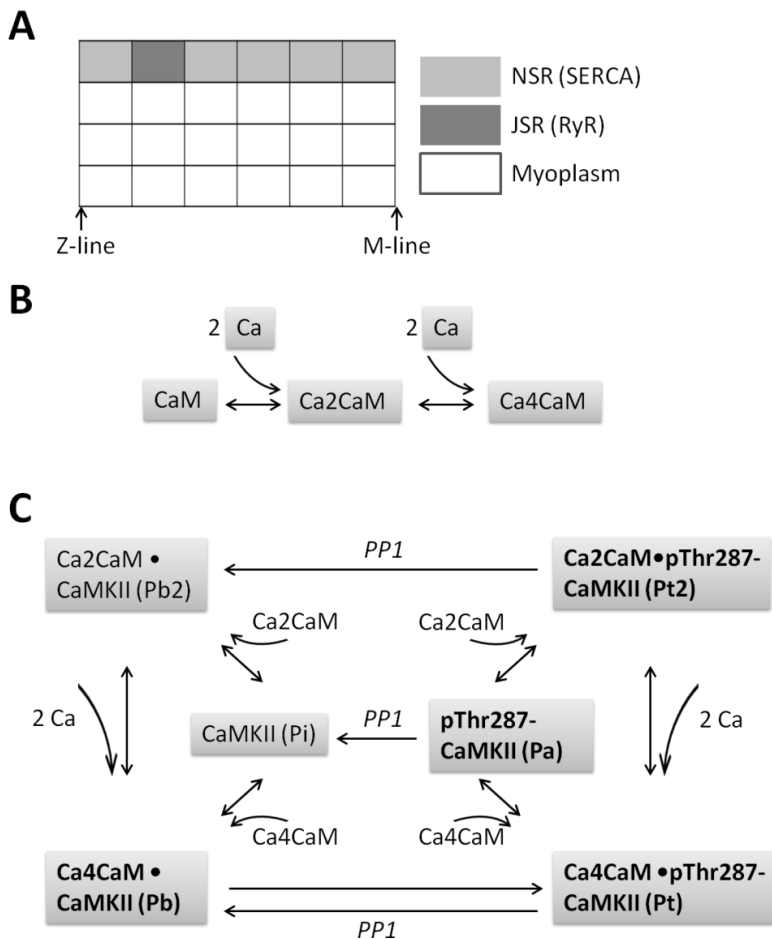 A
NSR (SERCA)
JSR (RyR)
Myoplasm
Z-line
M-line
B
2 Ca
2 Ca
CaM
Ca2CaM
Ca4CaM
C
Ca2CaM •
CaMKII (Pb2)
PP1
Ca2CaM•pThr287-
CaMKII (Pt2)
Ca2CaM
Ca2CaM
2 Ca
CaMKII (Pi)
PP1
pThr287-
CaMKII (Pa)
2 Ca
Ca4CaM
Ca4CaM
Ca4CaM •
CaMKII (Pb)
PP1
Ca4CaM •pThr287-
CaMKII (Pt)